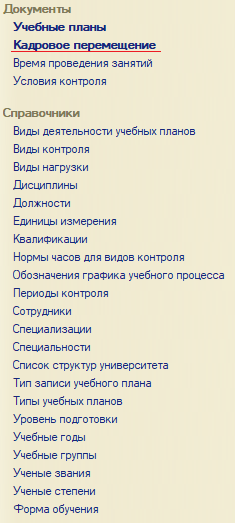 Документы
Учебные планы
Кадровое перемещение
Время проведения занятий
Условия контроля
Справочники
Виды деятельности учебных планов
Виды контроля
Виды нагрузки
Дисциплины
Должности
Единицы измерения
Квалификации
Нормы часов для видов контроля
Обозначения графика учебного процесса
Периоды контроля
Сотрудники
Специализации
Специальности
Список структур университета
Тип записи учебного плана
Типы учебных планов
Уровень подготовки
Учебные годы
Учебные группы
Ученые звания
Ученые степени
Форма обучения